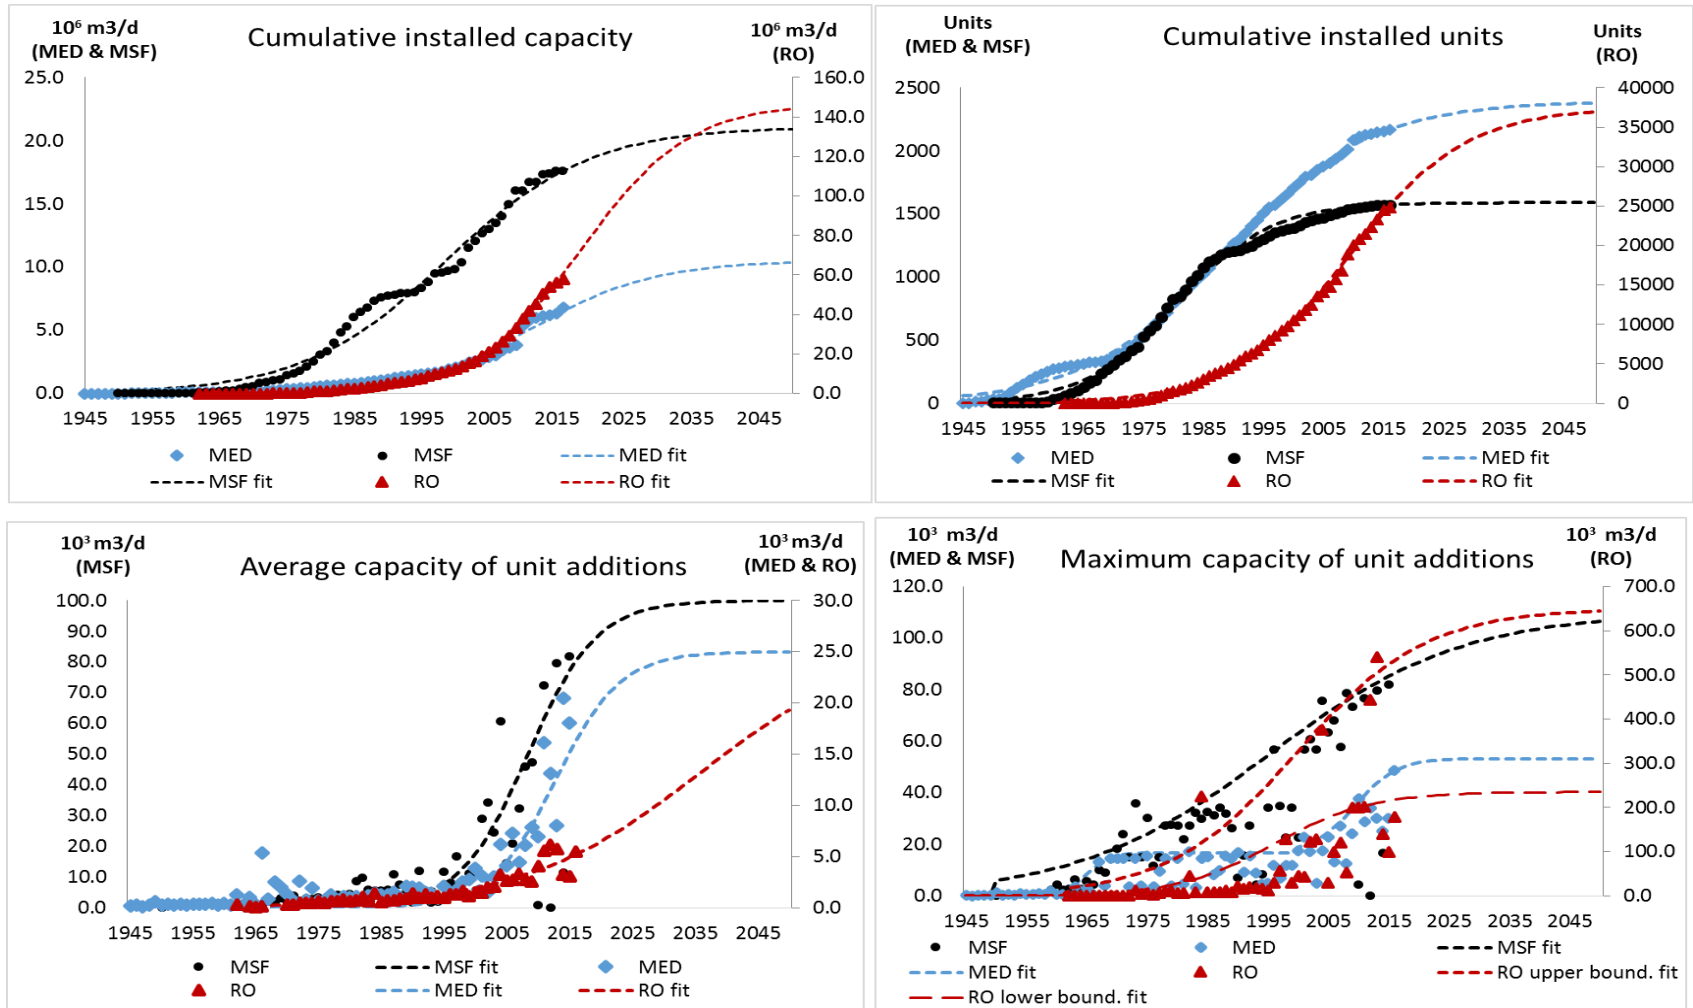 10⁶ m3/d
(MED & MSF)
Cumulative installed capacity
10⁶ m3/d
(RO)
25.0
20.0
15.0
10.0
5.0
0.0
160.0
140.0
120.0
100.0
80.0
60.0
40.0
20.0
0.0
1945 1955 1965 1975 1985 1995 2005 2015 2025 2035 2045
MED MSF MED fit
MSF fit RO RO fit
Units
(MED & MSF)
Cumulative installed units
Units
(RO)
2500
2000
1500
1000
500
0
40000
35000
30000
25000
20000
15000
10000
5000
0
1945 1955 1965 1975 1985 1995 2005 2015 2025 2035 2045
MED MSF MED fit
MSF fit RO RO fit
10³ m3/d
(MSF)
Average capacity of unit additions
10³ m3/d
(MED & RO)
100.0
90.0
80.0
70.0
60.0
50.0
40.0
30.0
20.0
10.0
0.0
30.0
25.0
20.0
15.0
10.0
5.0
0.0
1945 1955 1965 1975 1985 1995 2005 2015 2025 2035 2045
MSF MSF fit MED
RO MED fit RO fit
10³ m3/d
(MED & MSF)
Maximum capacity of unit additions
10³ m3/d
(RO)
120.0
100.0
80.0
60.0
40.0
20.0
0.0
700.0
600.0
500.0
400.0
300.0
200.0
100.0
0.0
1945 1955 1965 1975 1985 1995 2005 2015 2025 2035 2045
MSF MED MSF fit
MED fit RO RO upper bound. fit
RO lower bound. fit